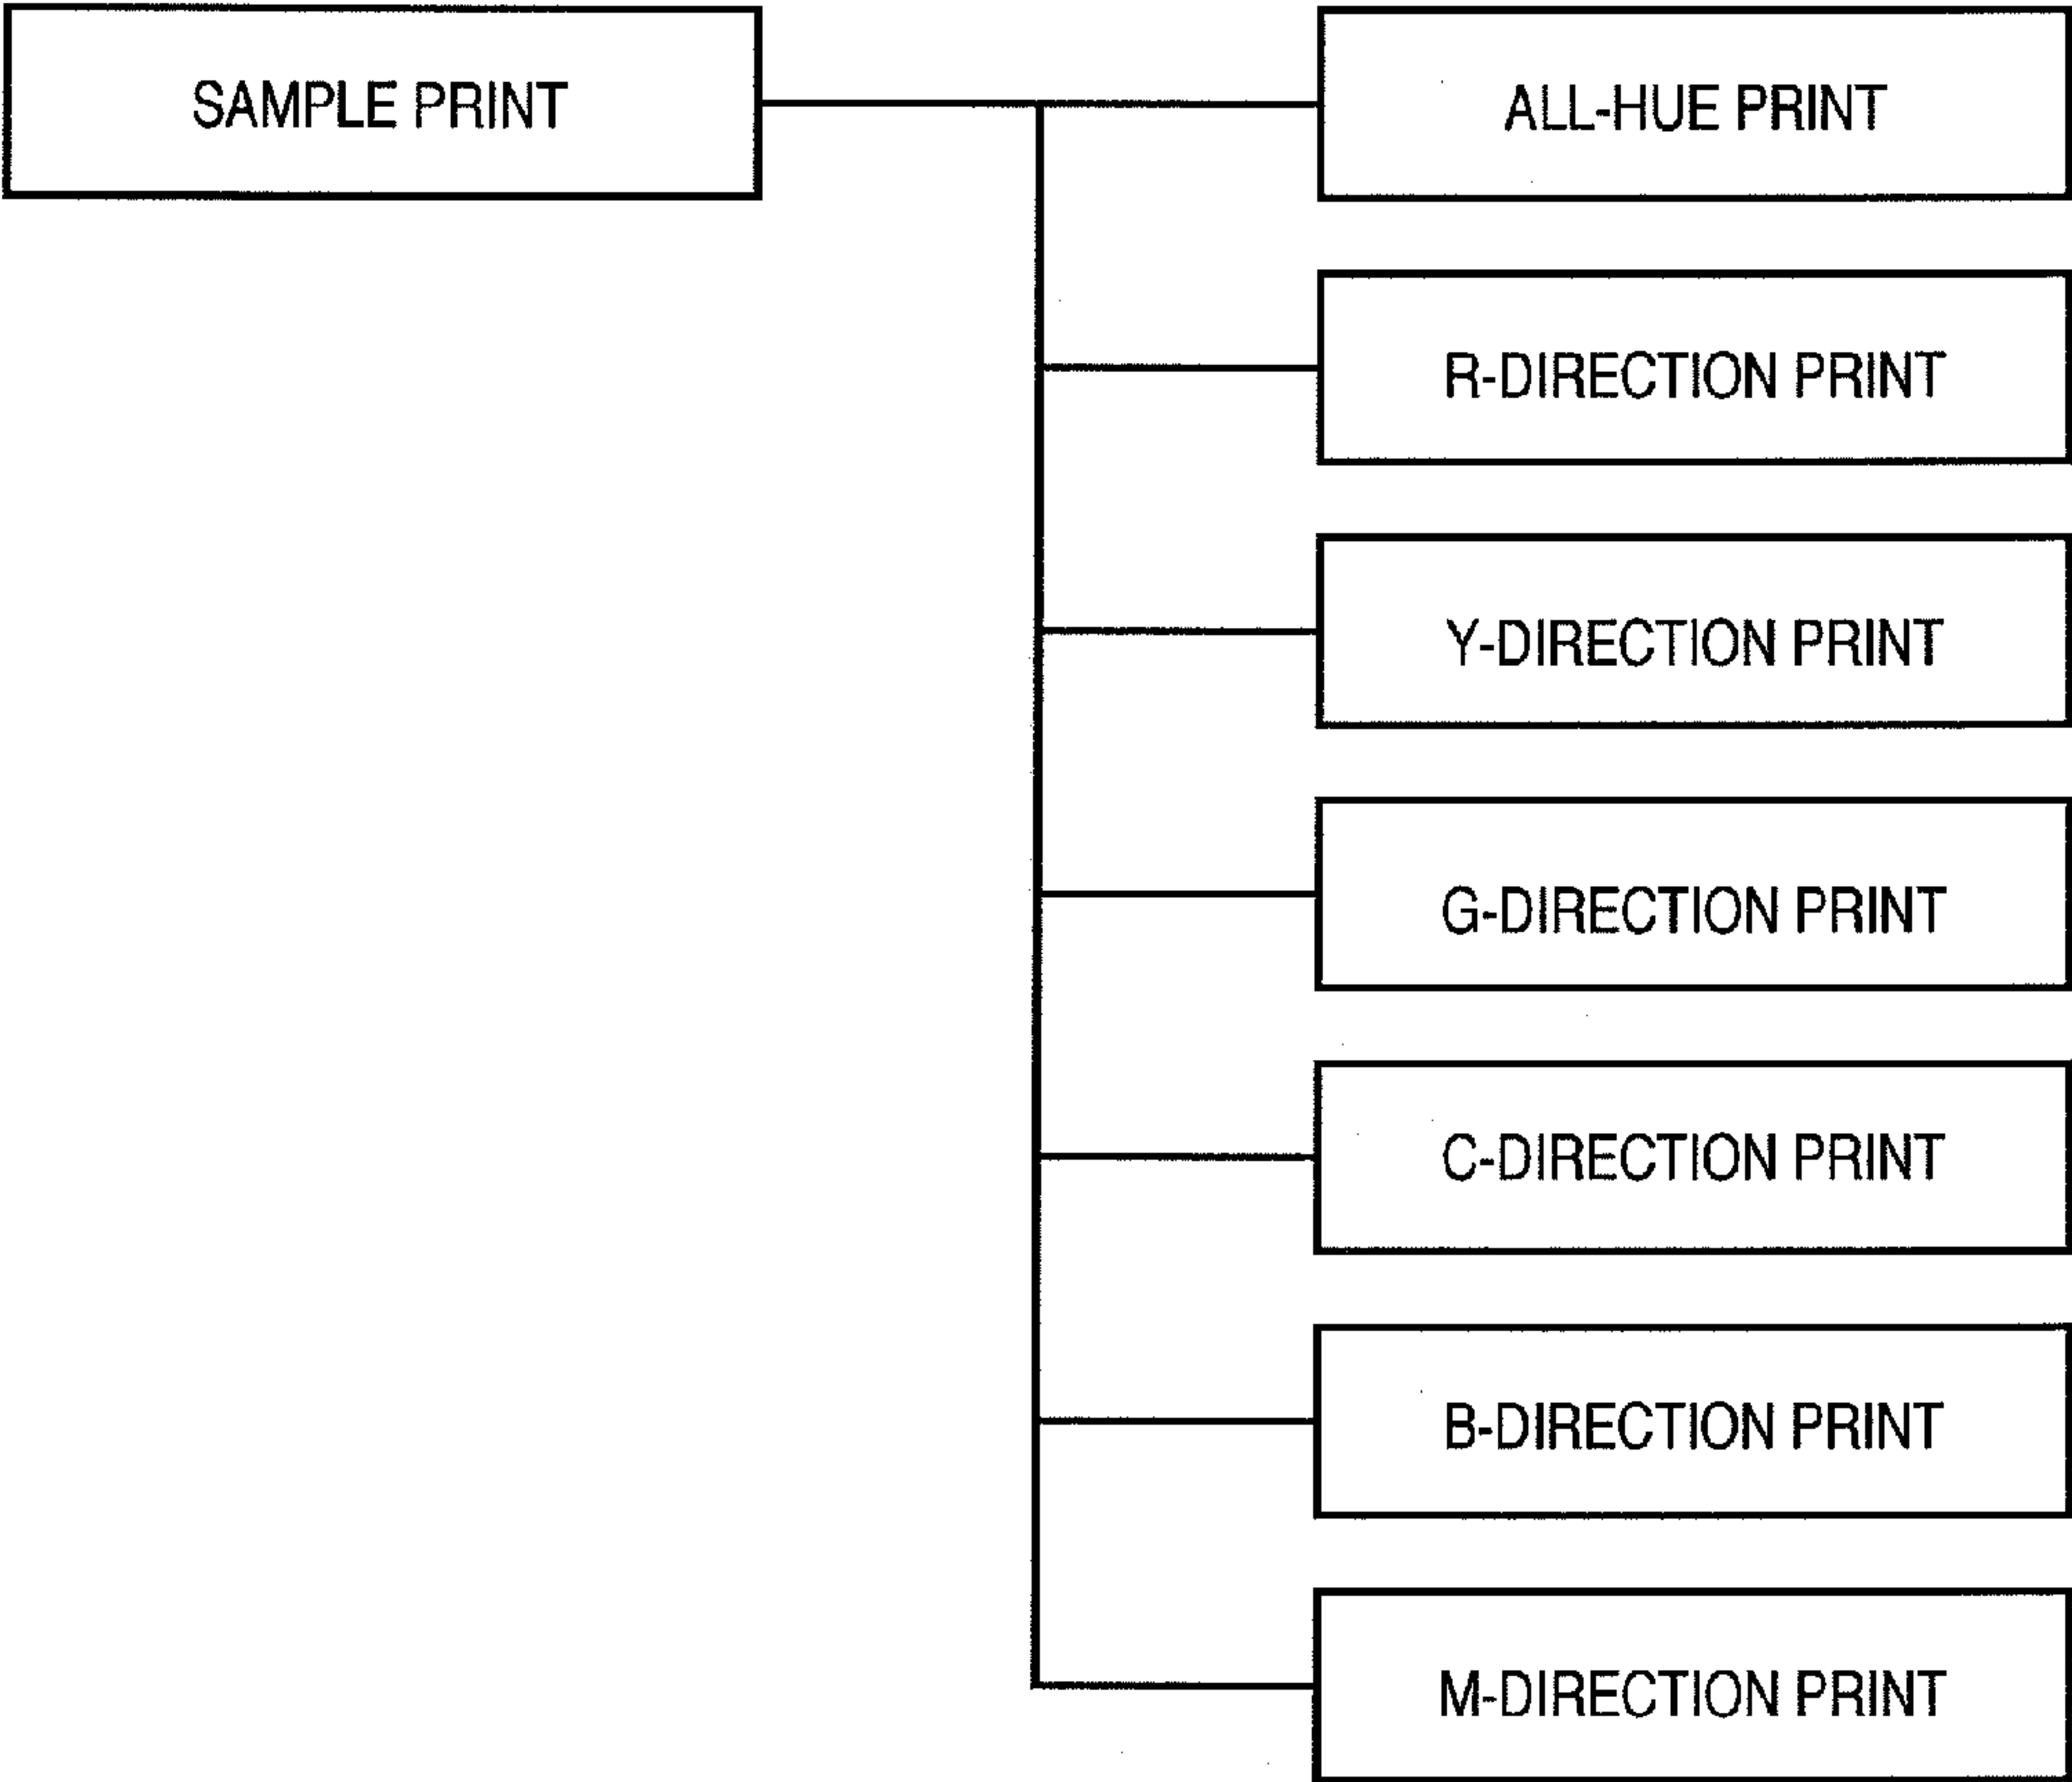 SAMPLE PRINT
ALL-HUE PRINT
R-DIRECTION PRINT
Y-DIRECTION PRINT
G-DIRECTION PRINT
C-DIRECTION PRINT
B-DIRECTION PRINT
M-DIRECTION PRINT